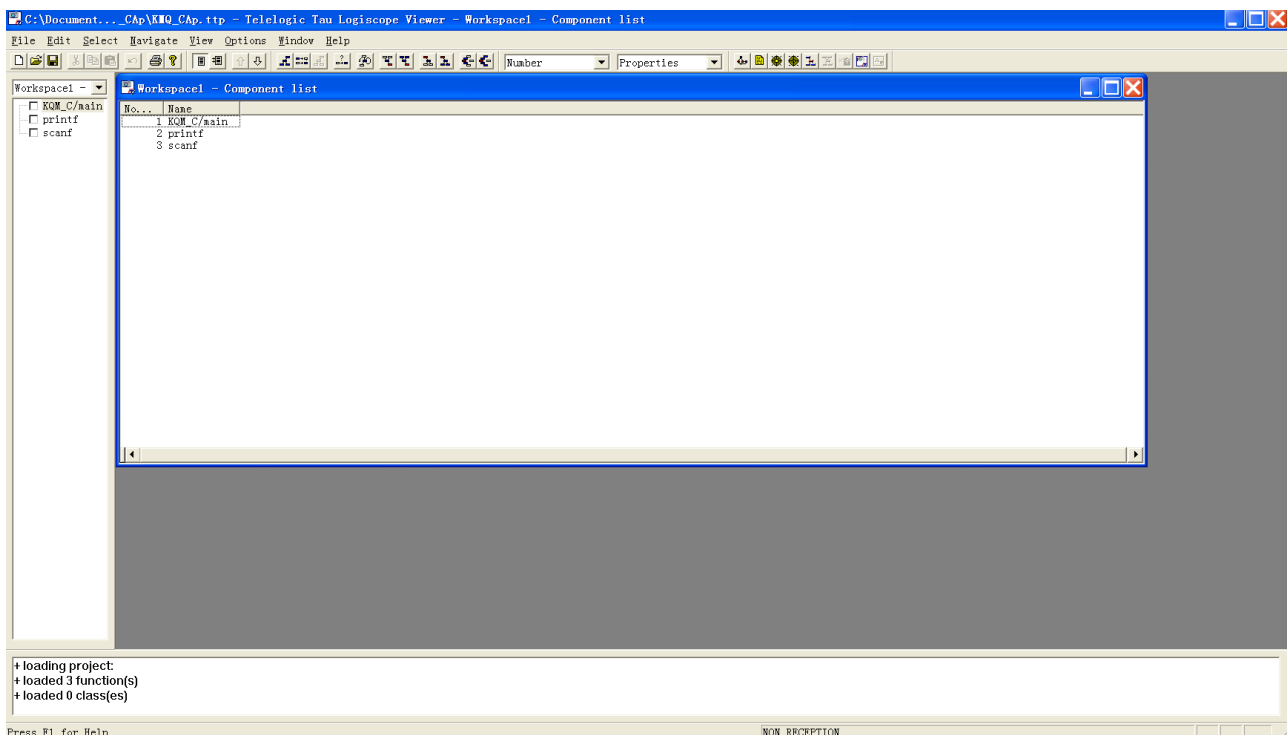 C:\Document..._CAp\KMQ_CAp.ttp - Telelogic Tau Logiscope Viewer - Workspace1 - Component list
File Edit Select Navigate View Options Window Help
Number Properties
Workspace1 -
KQM_C/main
printf
scanf
Workspace1 - Component list
No... Name
1 KQM_C/main
2 printf
3 scanf
+ loading project:
+ loaded 3 function(s)
+ loaded 0 class(es)
Press F1 for Help NON RECEPTION